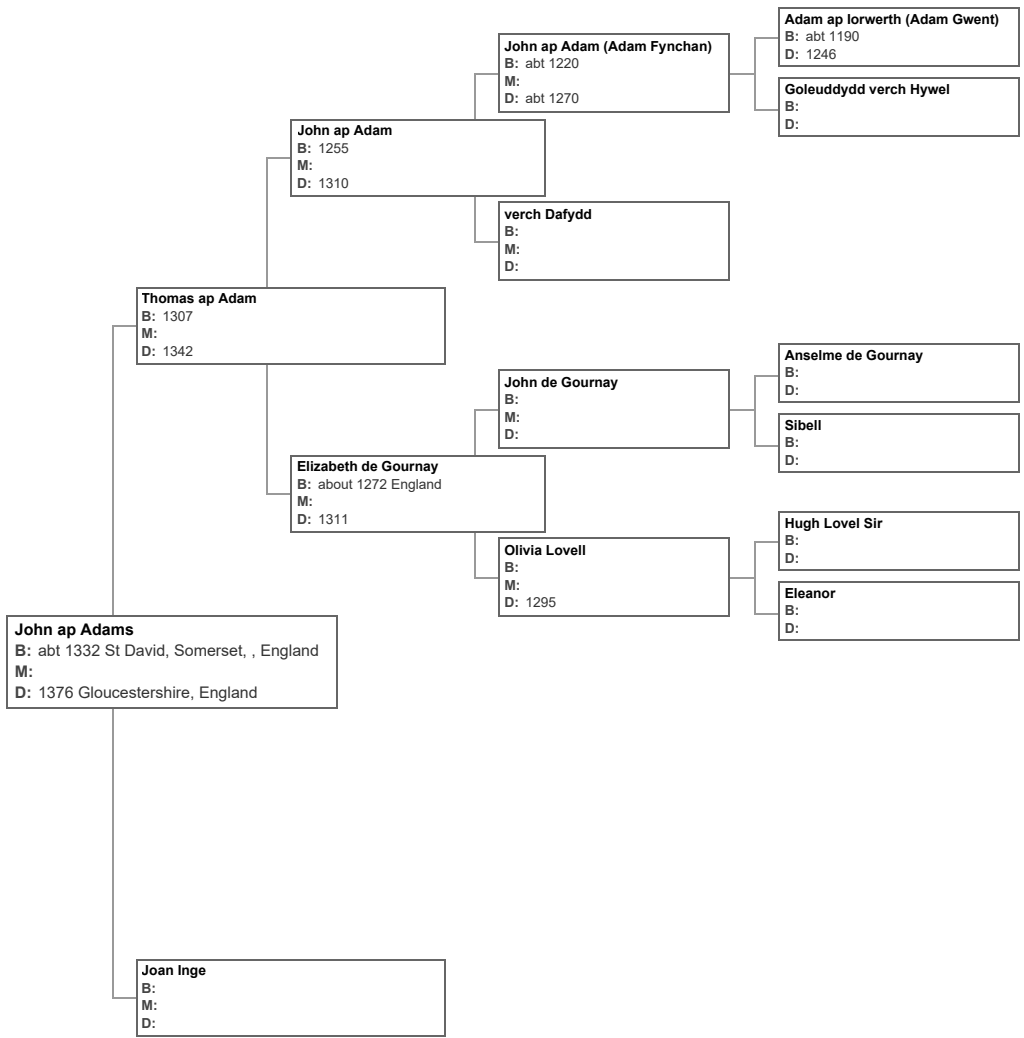 Adam ap Iorwerth (Adam Gwent)
B: abt 1190
D: 1246
John ap Adam (Adam Fynchan)
B: abt 1220
M:
D: abt 1270
Goleuddydd verch Hywel
B:
D:
John ap Adam
B: 1255
M:
D: 1310
verch Dafydd
B:
M:
D:
Thomas ap Adam
B: 1307
M:
D: 1342
Anselme de Gournay
B:
D:
John de Gournay
B:
M:
D:
Sibell
B:
D:
Elizabeth de Gournay
B: about 1272 England
M:
D: 1311
Hugh Lovel Sir
B:
D:
Olivia Lovell
B:
M:
D: 1295
Eleanor
B:
D:
John ap Adams
B: abt 1332 St David, Somerset, , England
M:
D: 1376 Gloucestershire, England
Joan Inge
B:
M:
D: